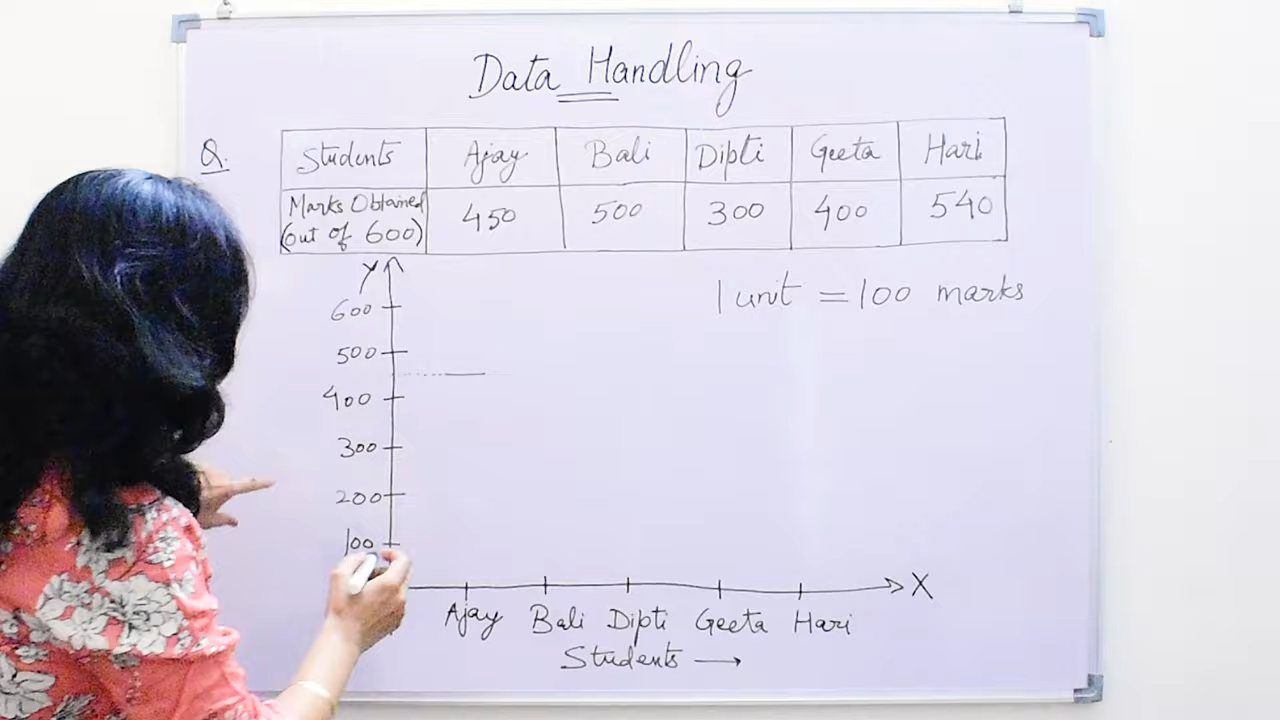 Data Handling
Q.
Students Ajay Bali Dipti Geeta Hari
Marks Obtained
(out of 600) 450 500 300 400 540
Y
1 unit = 100 marks
600
500
400
300
200
100
X
Ajay Bali Dipti Geeta Hari
Students →